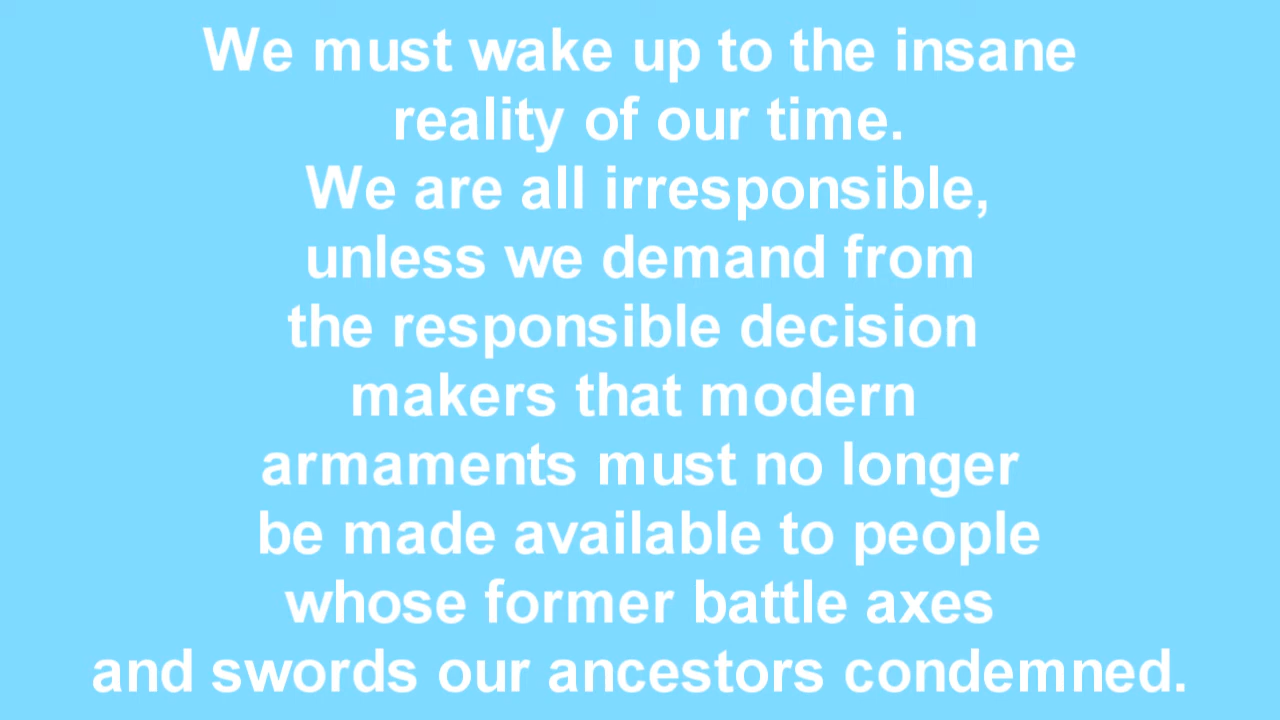 We must wake up to the insane
reality of our time.
We are all irresponsible,
unless we demand from
the responsible decision
makers that modern
armaments must no longer
be made available to people
whose former battle axes
and swords our ancestors condemned.